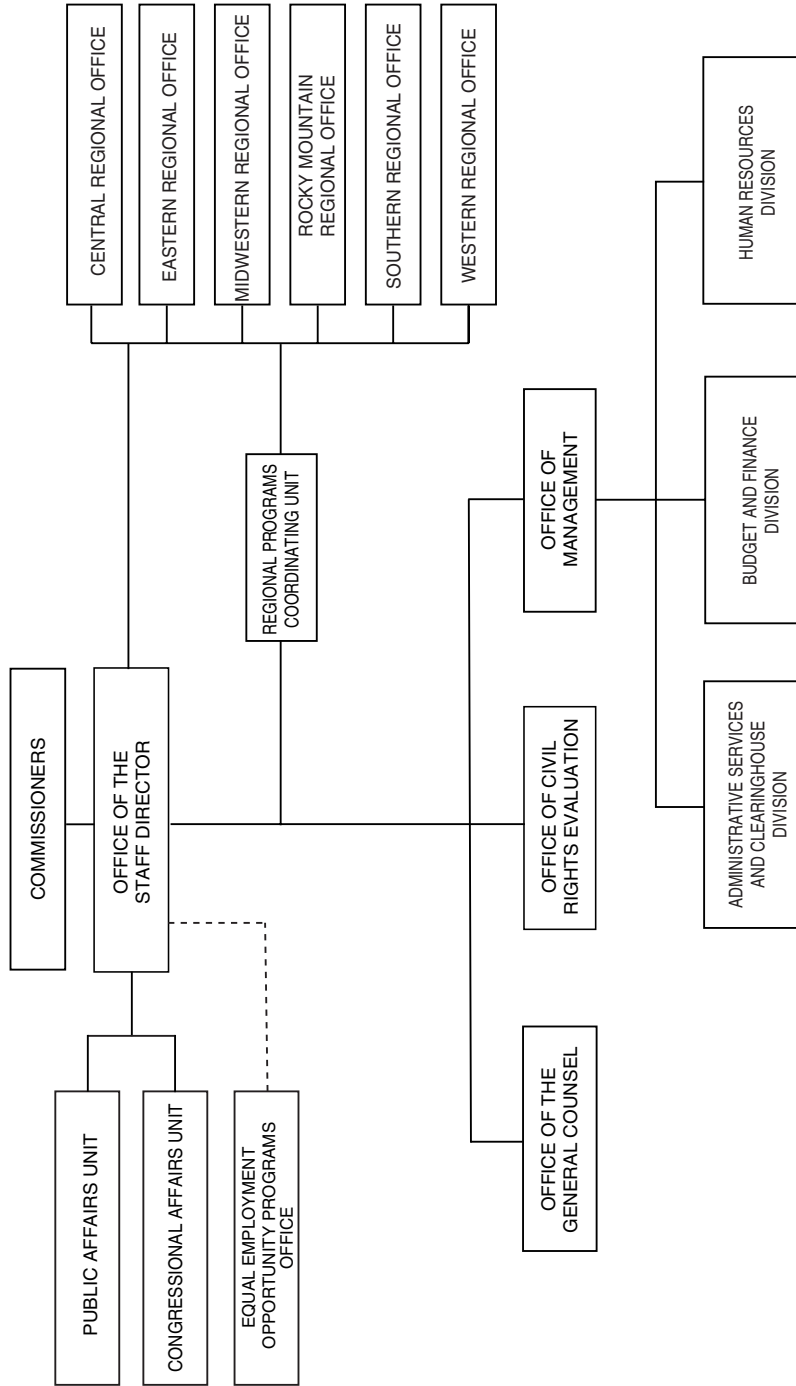 COMMISSIONERS
OFFICE OF THE
STAFF DIRECTOR
PUBLIC AFFAIRS UNIT
CONGRESSIONAL AFFAIRS UNIT
EQUAL EMPLOYMENT
OPPORTUNITY PROGRAMS
OFFICE
REGIONAL PROGRAMS
COORDINATING UNIT
CENTRAL REGIONAL OFFICE
EASTERN REGIONAL OFFICE
MIDWESTERN REGIONAL OFFICE
ROCKY MOUNTAIN
REGIONAL OFFICE
SOUTHERN REGIONAL OFFICE
WESTERN REGIONAL OFFICE
OFFICE OF THE
GENERAL COUNSEL
OFFICE OF CIVIL
RIGHTS EVALUATION
OFFICE OF
MANAGEMENT
ADMINISTRATIVE SERVICES
AND CLEARINGHOUSE
DIVISION
BUDGET AND FINANCE
DIVISION
HUMAN RESOURCES
DIVISION